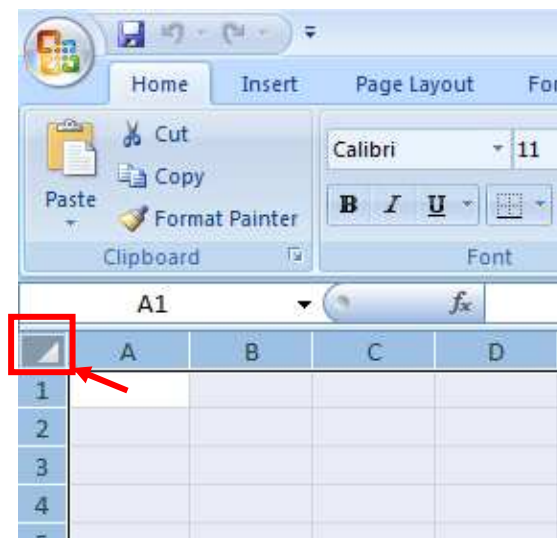 Home Insert Page Layout
Cut
Copy
Paste
Format Painter
Calibri 11
B I U
Clipboard Font
A1 fx
A B C D
1
2
3
4